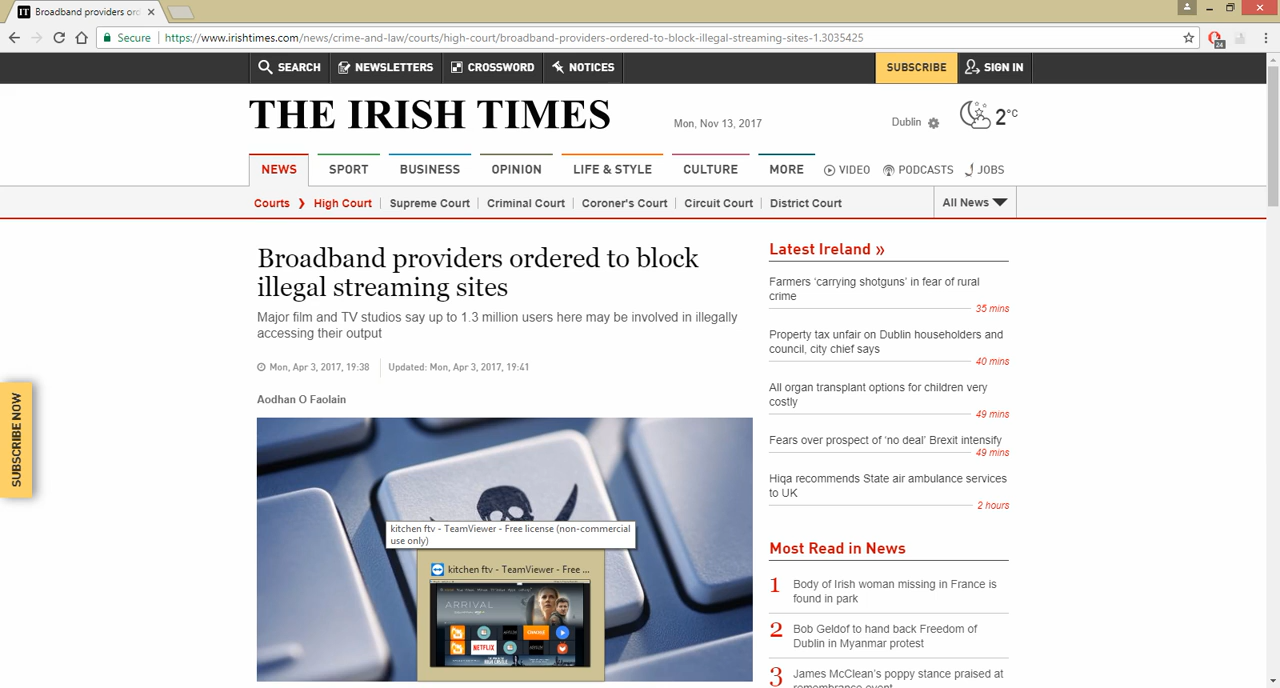 IT Broadband providers ord
Secure
https://www.irishtimes.com/news/crime-and-law/courts/high-court/broadband-providers-ordered-to-block-illegal-streaming-sites-1.3035425
24
SEARCH
NEWSLETTERS
CROSSWORD
NOTICES
SUBSCRIBE
SIGN IN
THE IRISH TIMES
Mon, Nov 13, 2017
Dublin
2°C
NEWS
SPORT
BUSINESS
OPINION
LIFE & STYLE
CULTURE
MORE
VIDEO
PODCASTS
JOBS
Courts
High Court
Supreme Court
Criminal Court
Coroner's Court
Circuit Court
District Court
All News
Broadband providers ordered to block
illegal streaming sites
Major film and TV studios say up to 1.3 million users here may be involved in illegally
accessing their output
Mon, Apr 3, 2017, 19:38
Updated: Mon, Apr 3, 2017, 19:41
Aodhan O Faolain
SUBSCRIBE NOW
kitchen ftv - TeamViewer - Free license (non-commercial
use only)
kitchen ftv - TeamViewer - Free ...
ARRIVAL
NETFLIX
Latest Ireland »
Farmers ‘carrying shotguns’ in fear of rural
crime
35 mins
Property tax unfair on Dublin householders and
council, city chief says
40 mins
All organ transplant options for children very
costly
49 mins
Fears over prospect of ‘no deal’ Brexit intensify
49 mins
Hiqa recommends State air ambulance services
to UK
2 hours
Most Read in News
1 Body of Irish woman missing in France is
found in park
2 Bob Geldof to hand back Freedom of
Dublin in Myanmar protest
3 James McClean’s poppy stance praised at
remembrance event